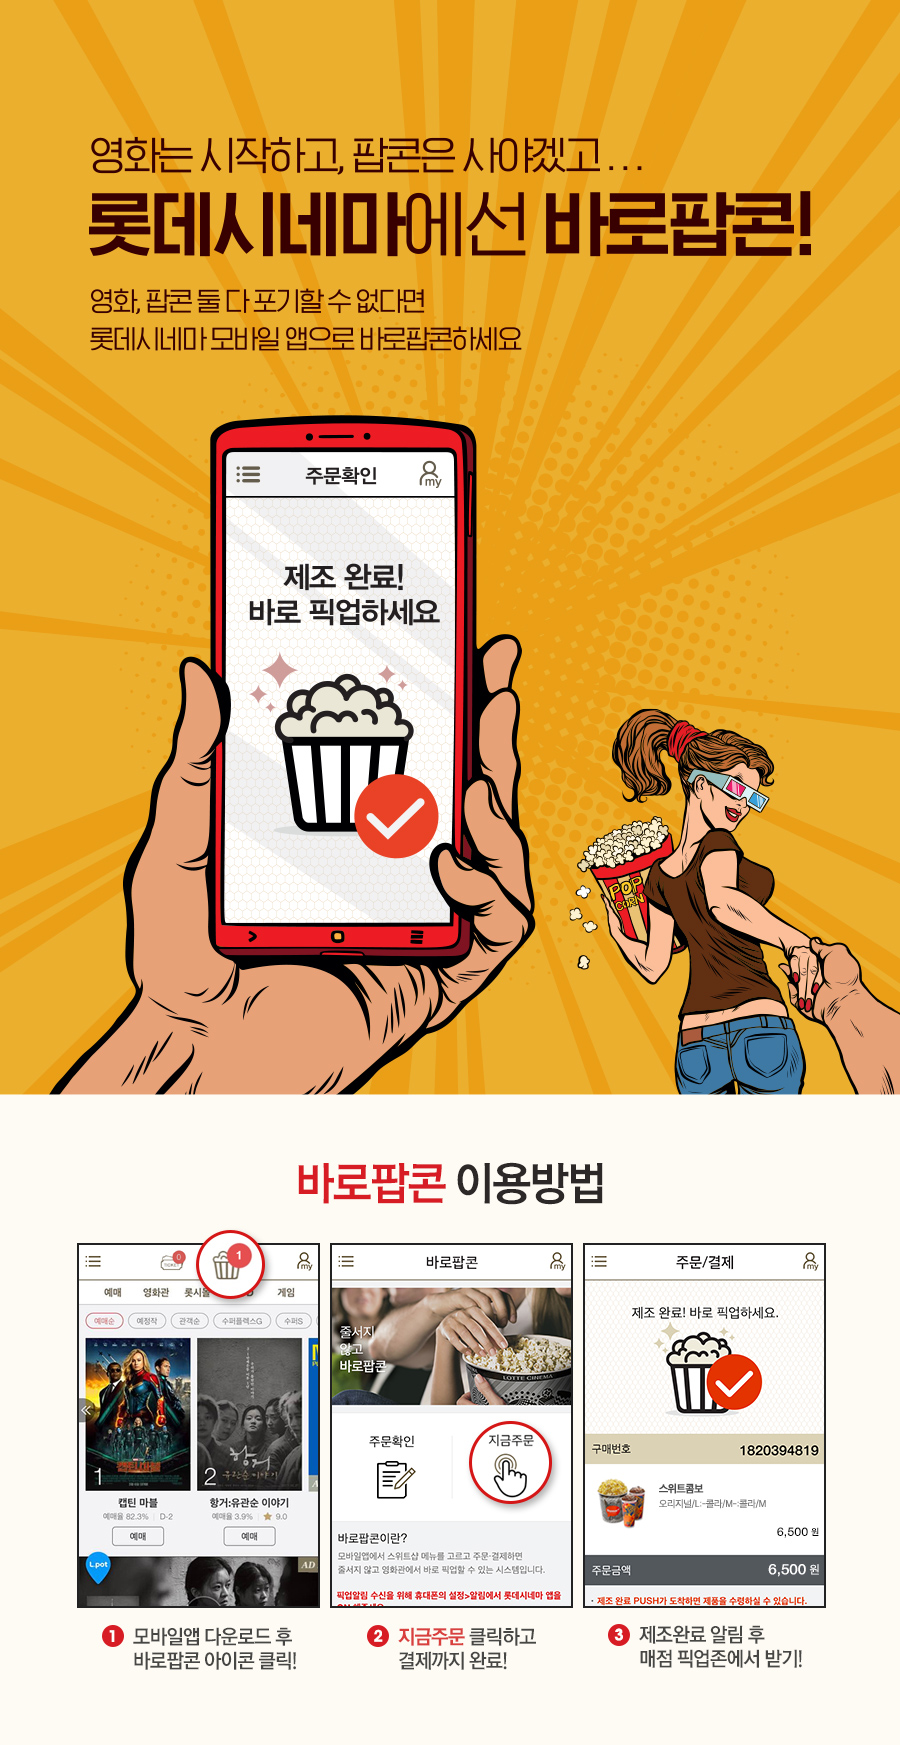 영화는 시작하고, 팝콘은 사야겠고...
롯데시네마에선 바로팝콘!
영화, 팝콘 둘 다 포기할 수 없다면
롯데시네마 모바일 앱으로 바로팝콘하세요
주문확인
my
제조 완료!
바로 픽업하세요
POP
CORN
바로팝콘 이용방법
0
TICKET
1
my
예매 영화관 롯시몰 게임
예매순 예정작 관객순 수퍼플렉스G 수퍼S
1
캡틴 마블
2
항거
유관순 이야기
캡틴 마블
예매율 82.3% D-2
예매
항거:유관순 이야기
예매율 3.9% ★ 9.0
예매
L.pot
AD
1 모바일앱 다운로드 후
바로팝콘 아이콘 클릭!
바로팝콘
my
줄서지
않고
바로팝콘
LOTTE CINEMA
주문확인
지금주문
바로팝콘이란?
모바일앱에서 스위트샵 메뉴를 고르고 주문·결제하면
줄서지 않고 영화관에서 바로 픽업할 수 있는 시스템입니다.
픽업알림 수신을 위해 휴대폰의 설정>알림에서 롯데시네마 앱을
2 지금주문 클릭하고
결제까지 완료!
주문/결제
my
제조 완료! 바로 픽업하세요.
구매번호 1820394819
스위트콤보
오리지널/L:-콜라/M-:콜라/M
6,500 원
주문금액 6,500 원
· 제조 완료 PUSH가 도착하면 제품을 수령하실 수 있습니다.
3 제조완료 알림 후
매점 픽업존에서 받기!